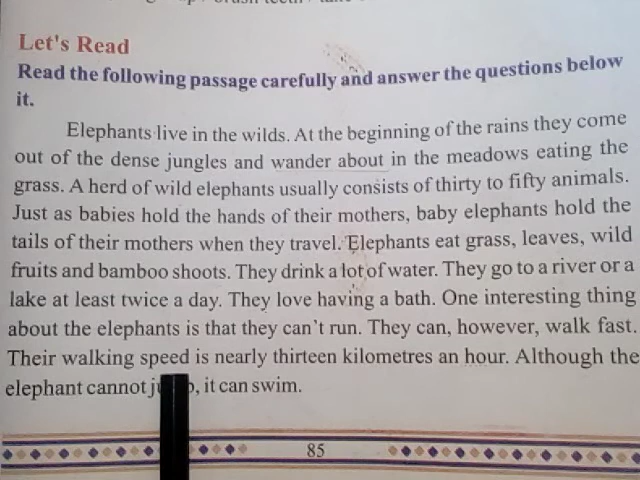 Let's Read
Read the following passage carefully and answer the questions below
it.
Elephants live in the wilds. At the beginning of the rains they come
out of the dense jungles and wander about in the meadows eating the
grass. A herd of wild elephants usually consists of thirty to fifty animals.
Just as babies hold the hands of their mothers, baby elephants hold the
tails of their mothers when they travel. Elephants eat grass, leaves, wild
fruits and bamboo shoots. They drink a lot of water. They go to a river or a
lake at least twice a day. They love having a bath. One interesting thing
about the elephants is that they can't run. They can, however, walk fast.
Their walking speed is nearly thirteen kilometres an hour. Although the
elephant cannot , it can swim.
85